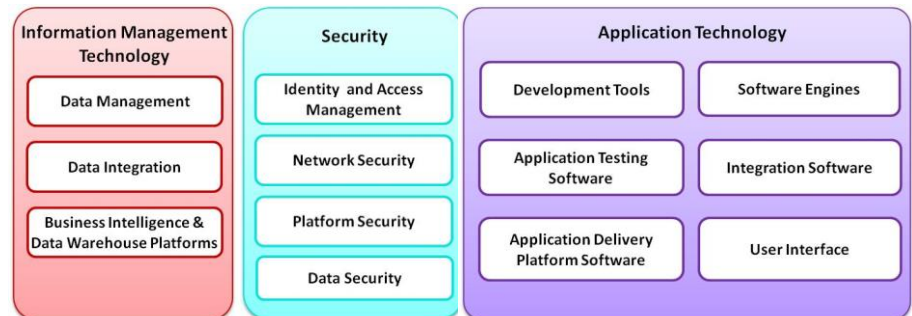 Information Management
Technology
Data Management
Data Integration
Business Intelligence &
Data Warehouse Platforms
Security
Identity and Access
Management
Network Security
Platform Security
Data Security
Application Technology
Development Tools
Software Engines
Application Testing
Software
Integration Software
Application Delivery
Platform Software
User Interface